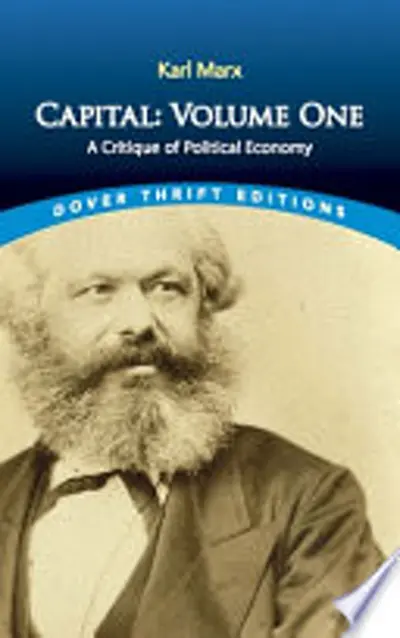 Karl Marx
CAPITAL: VOLUME ONE
A Critique of Political Economy
DOVER THRIFT EDITIONS